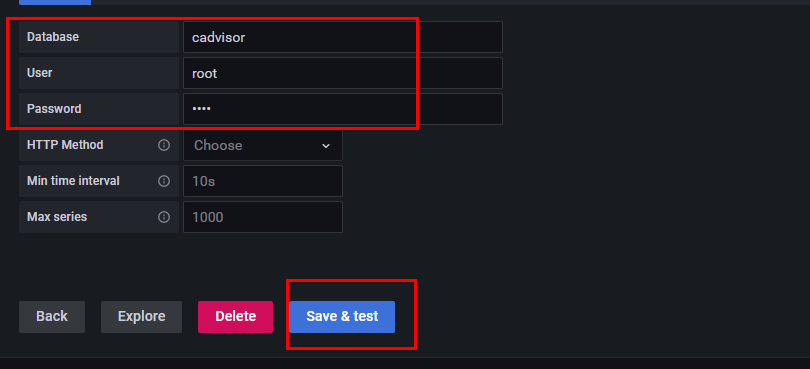 Database cadvisor
User root
Password ••••
HTTP Method Choose
Min time interval 10s
Max series 1000
Back Explore Delete Save & test